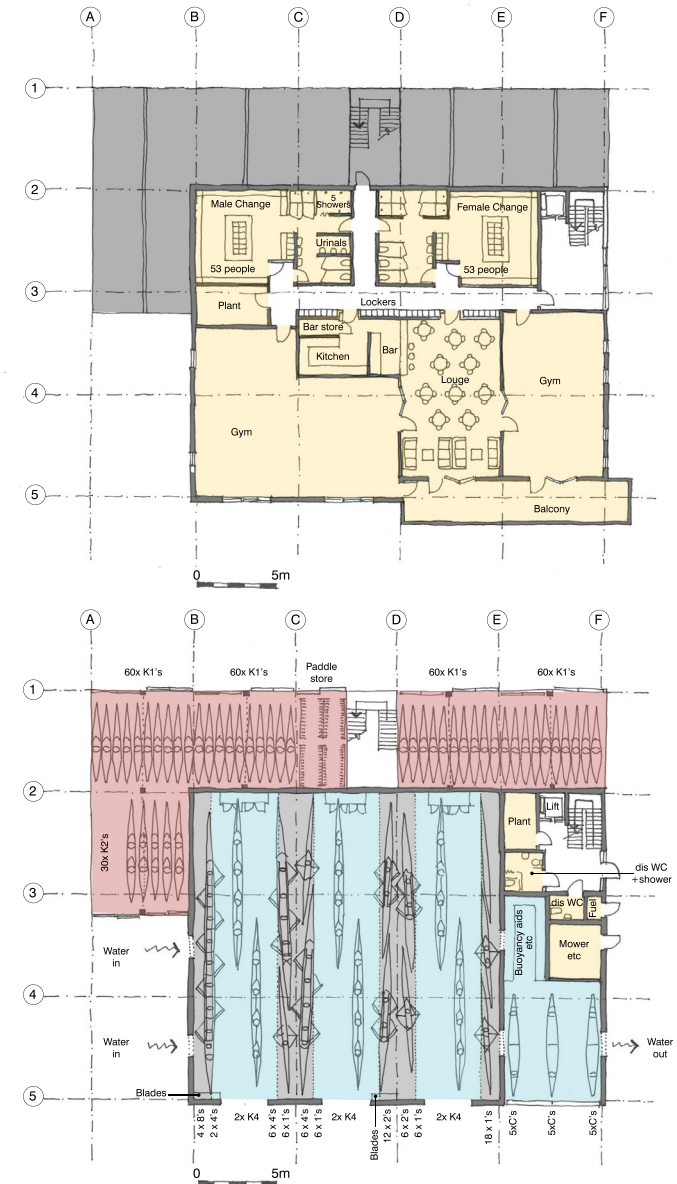 A B C D E F
1
2
Male Change
5
Showers
Female Change
Urinals
53 people
53 people
3
Plant
Lockers
Bar store
Kitchen
Bar
4
Louge
Gym
Gym
5
Balcony
0 5m
A B C D E F
60x K1's
60x K1's
Paddle
store
60x K1's
60x K1's
1
2
Plant
Lift
30x K2's
dis WC
+shower
3
dis WC
Fuel
Buoyancy aids
etc
Water
in
Mower
etc
4
Water
in
Water
out
Blades
5
4 x 8's
2 x 4's
2x K4
6 x 4's
6 x 1's
6 x 4's
6 x 1's
2x K4
Blades
12 x 2's
6 x 2's
6 x 1's
2x K4
18 x 1's
5xC's
5xC's
5xC's
0 5m